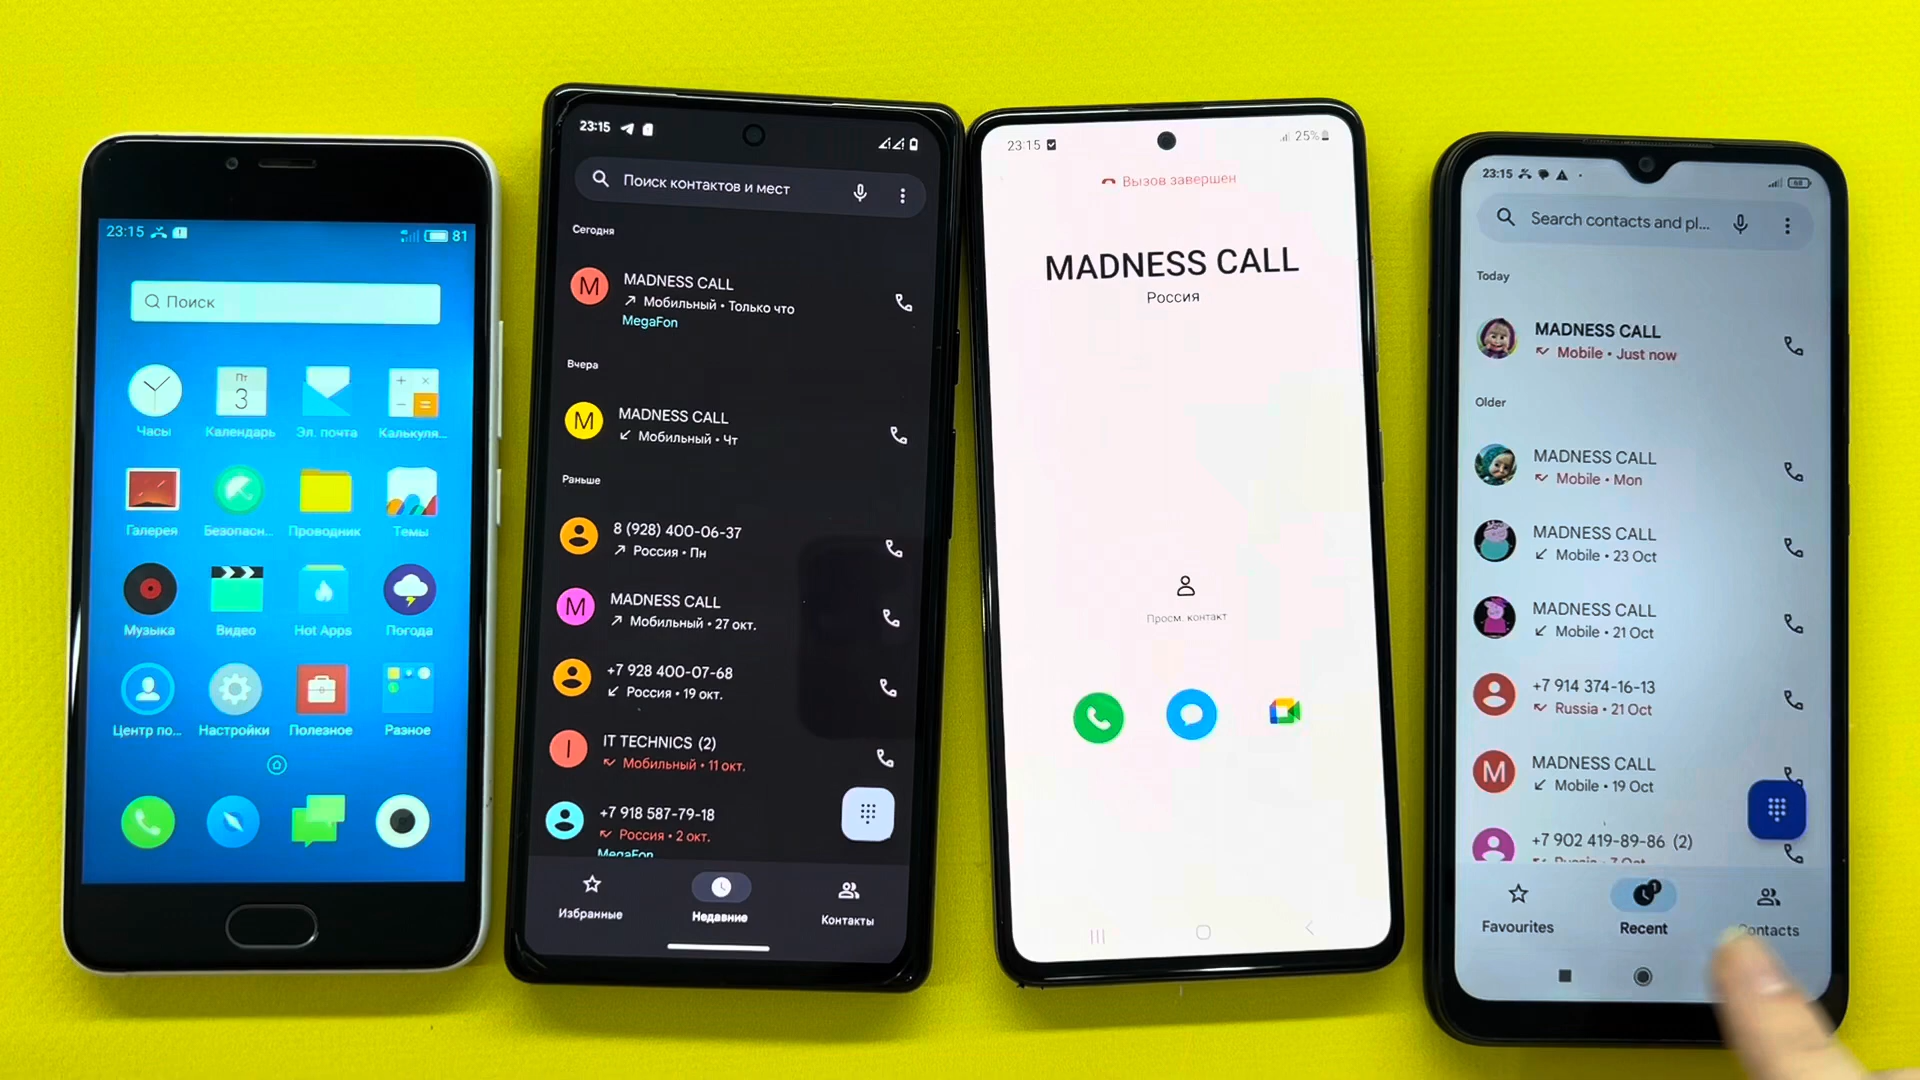 23:15
81
Поиск
Пт
3
Часы
Календарь
Эл. почта
Калькуля...
Галерея
Безопасн...
Проводник
Темы
Музыка
Видео
Hot Apps
Погода
Центр по...
Настройки
Полезное
Разное
23:15
Поиск контактов и мест
Сегодня
M
MADNESS CALL
Мобильный • Только что
MegaFon
Вчера
M
MADNESS CALL
Мобильный • Чт
Раньше
8 (928) 400-06-37
Россия • Пн
M
MADNESS CALL
Мобильный • 27 окт.
+7 928 400-07-68
Россия • 19 окт.
I
IT TECHNICS (2)
Мобильный • 11 окт.
+7 918 587-79-18
Россия • 2 окт.
MegaFon
Избранные
Недавние
Контакты
23:15
25%
Вызов завершен
MADNESS CALL
Россия
Просм. контакт
23:15
68
Search contacts and pl...
Today
MADNESS CALL
Mobile • Just now
Older
MADNESS CALL
Mobile • Mon
MADNESS CALL
Mobile • 23 Oct
MADNESS CALL
Mobile • 21 Oct
+7 914 374-16-13
Russia • 21 Oct
M
MADNESS CALL
Mobile • 19 Oct
+7 902 419-89-86 (2)
Russia • 7 Oct
1
Favourites
Recent
Contacts